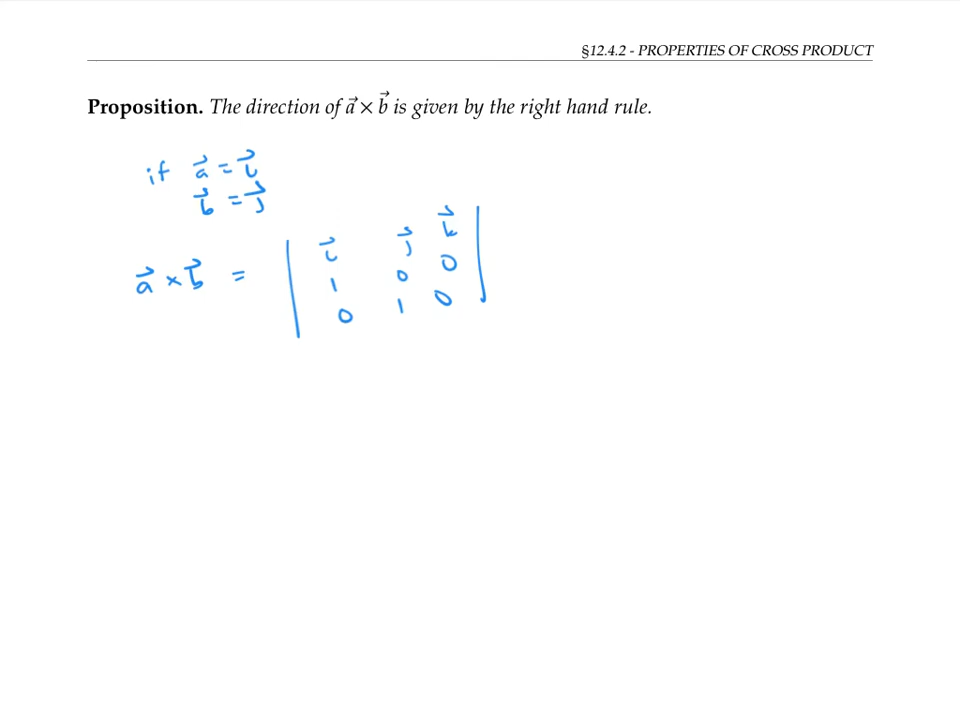 §12.4.2 - PROPERTIES OF CROSS PRODUCT
Proposition. The direction of a⃗ × b⃗ is given by the right hand rule.
if a⃗ = i⃗
b⃗ = j⃗
a⃗ × b⃗ = | i⃗ j⃗ k⃗ |
1 0 0
0 1 0